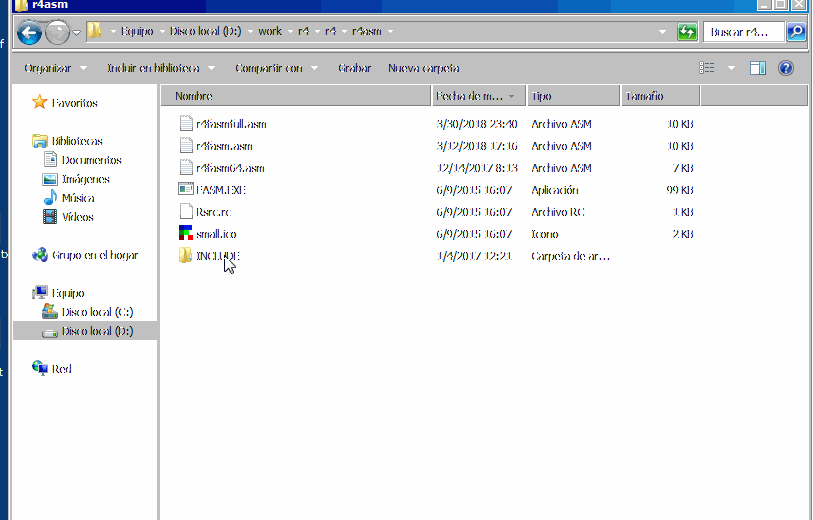 r4asm
Equipo Disco local (D:) work r4 r4 r4asm Buscar r4...
Organizar Incluir en biblioteca Compartir con Grabar Nueva carpeta
Nombre Fecha de m... Tipo Tamaño
Favoritos
Bibliotecas
Documentos
Imágenes
Música
Vídeos
Grupo en el hogar
Equipo
Disco local (C:)
Disco local (D:)
Red
r4fasmfull.asm 3/30/2018 23:40 Archivo ASM 10 KB
r4fasm.asm 3/12/2018 17:16 Archivo ASM 10 KB
r4fasm64.asm 12/14/2017 8:13 Archivo ASM 7 KB
FASM.EXE 6/9/2015 16:07 Aplicación 99 KB
Rsrc.rc 6/9/2015 16:07 Archivo RC 1 KB
small.ico 6/9/2015 16:07 Icono 2 KB
INCLUDE 1/4/2017 12:21 Carpeta de ar...